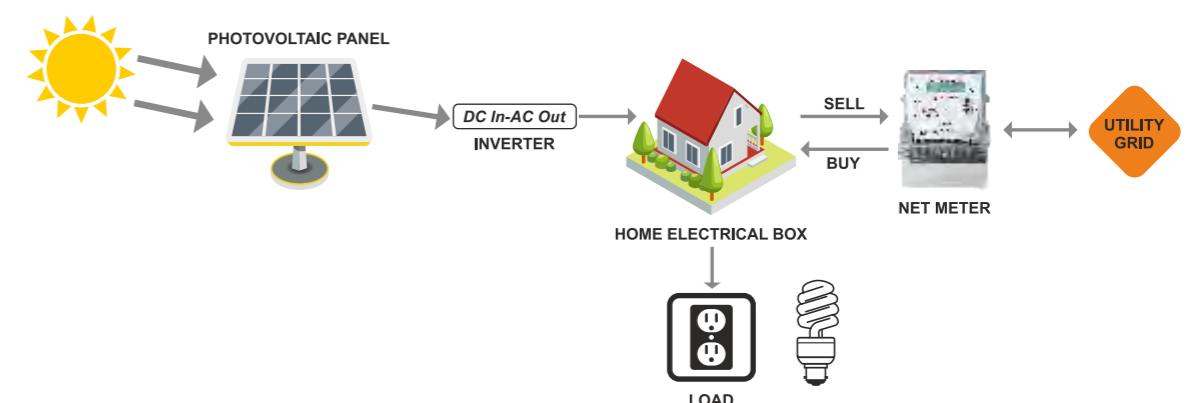 PHOTOVOLTAIC PANEL
DC In-AC Out
INVERTER
SELL
BUY
UTILITY
GRID
NET METER
HOME ELECTRICAL BOX
LOAD